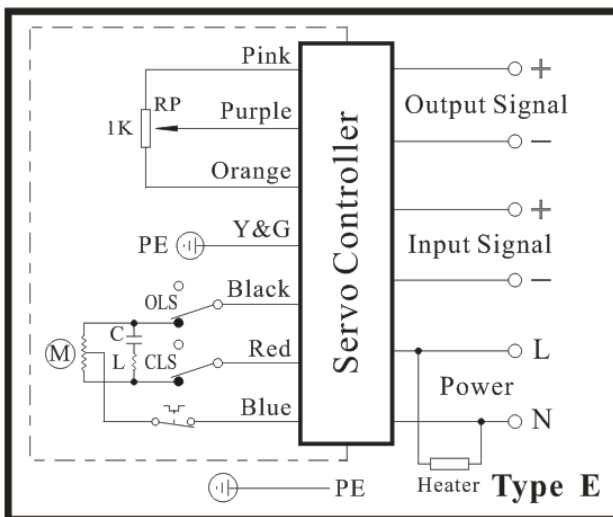 Pink
RP
1K
Purple
Orange
PE
Y&G
OLS
Black
C
M
L
CLS
Red
Blue
PE
Servo Controller
+
Output Signal
−
+
Input Signal
−
L
Power
N
Heater
Type E